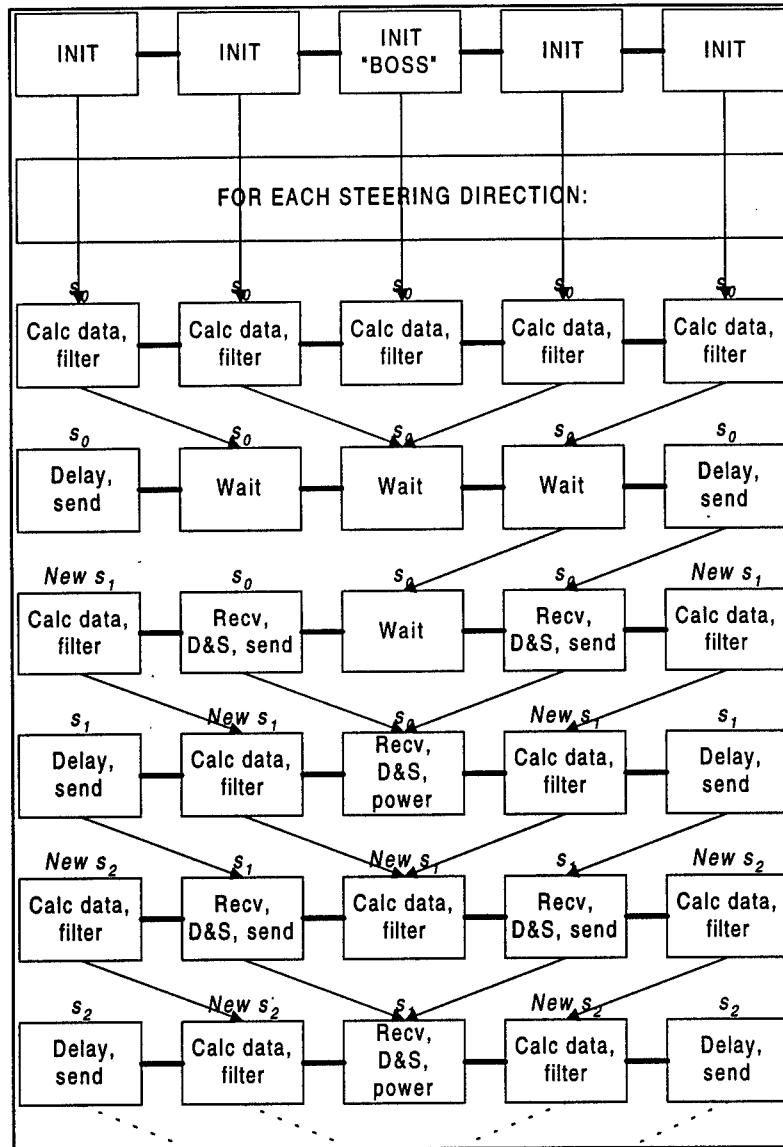 INIT INIT INIT INIT INIT
"BOSS"
FOR EACH STEERING DIRECTION:
s₀ s₀ s₀ s₀ s₀
Calc data, Calc data, Calc data, Calc data, Calc data,
filter filter filter filter filter
s₀ s₀ s₀ s₀ s₀
Delay, Wait Wait Wait Delay,
send send
New s₁ s₀ s₀ s₀ New s₁
Calc data, Recv, Wait Recv, Calc data,
filter D&S, send D&S, send filter
s₁ New s₁ s₀ New s₁ s₁
Delay, Calc data, Recv, Calc data, Delay,
send filter D&S, filter send
power
New s₂ s₁ New s₁ s₁ New s₂
Calc data, Recv, Calc data, Recv, Calc data,
filter D&S, send filter D&S, send filter
s₂ New s₂ s₁ New s₂ s₂
Delay, Calc data, Recv, Calc data, Delay,
send filter D&S, filter send
power